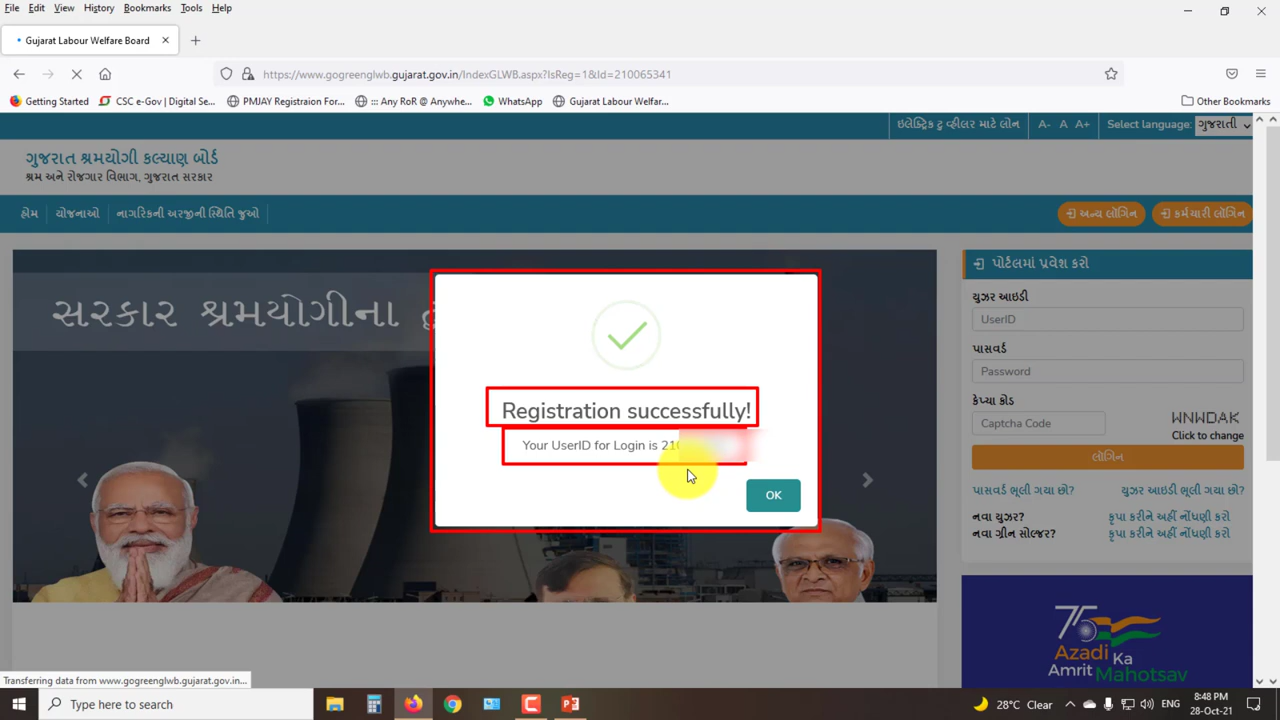 File Edit View History Bookmarks Tools Help
Gujarat Labour Welfare Board
https://www.gogreenglwb.gujarat.gov.in/IndexGLWB.aspx?IsReg=1&Id=210065341
Getting Started CSC e-Gov | Digital Se... PMJAY Registraion For... ::: Any RoR @ Anywhe... WhatsApp Gujarat Labour Welfar... Other Bookmarks
ઇલેક્ટ્રિક ટુ વ્હીલર માટે લોન A- A A+ Select language: ગુજરાતી
ગુજરાત શ્રમયોગી કલ્યાણ બોર્ડ
શ્રમ અને રોજગાર વિભાગ, ગુજરાત સરકાર
હોમ યોજનાઓ નાગરિકની અરજીની સ્થિતિ જુઓ અન્ય લૉગિન કર્મચારી લૉગિન
સરકાર શ્રમયોગીના
Registration successfully!
Your UserID for Login is 210
OK
પોર્ટલમાં પ્રવેશ કરો
યુઝર આઇડી
UserID
પાસવર્ડ
Password
કેપ્ચા કોડ
Captcha Code WNWDAK
Click to change
લૉગિન
પાસવર્ડ ભૂલી ગયા છો? યુઝર આઇડી ભૂલી ગયા છો?
નવા યુઝર? કૃપા કરીને અહીં નોંધણી કરો
નવા ગ્રીન સોલ્જર? કૃપા કરીને અહીં નોંધણી કરો
75
Azadi Ka
Amrit Mahotsav
Transferring data from www.gogreenglwb.gujarat.gov.in...
Type here to search
28°C Clear ENG
8:48 PM
28-Oct-21